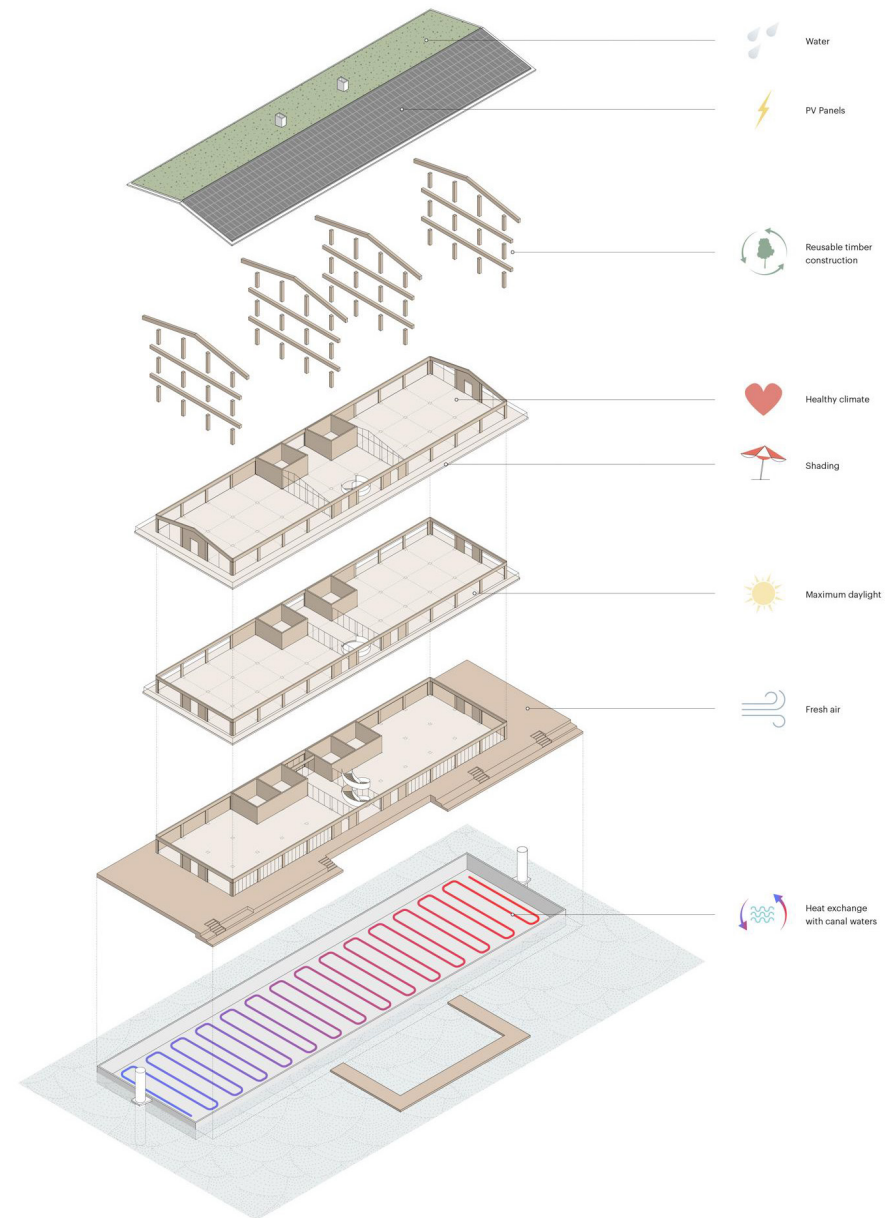 Water
PV Panels
Reusable timber
construction
Healthy climate
Shading
Maximum daylight
Fresh air
Heat exchange
with canal waters